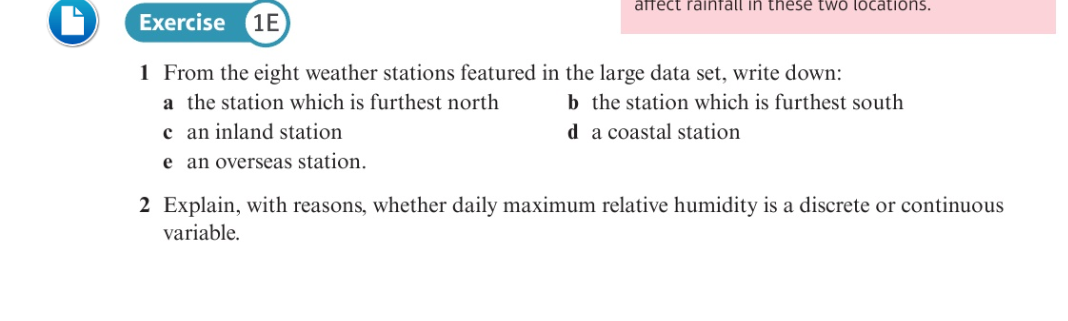 affect rainfall in these two locations.
Exercise 1E
1 From the eight weather stations featured in the large data set, write down:
a the station which is furthest north b the station which is furthest south
c an inland station d a coastal station
e an overseas station.
2 Explain, with reasons, whether daily maximum relative humidity is a discrete or continuous
variable.